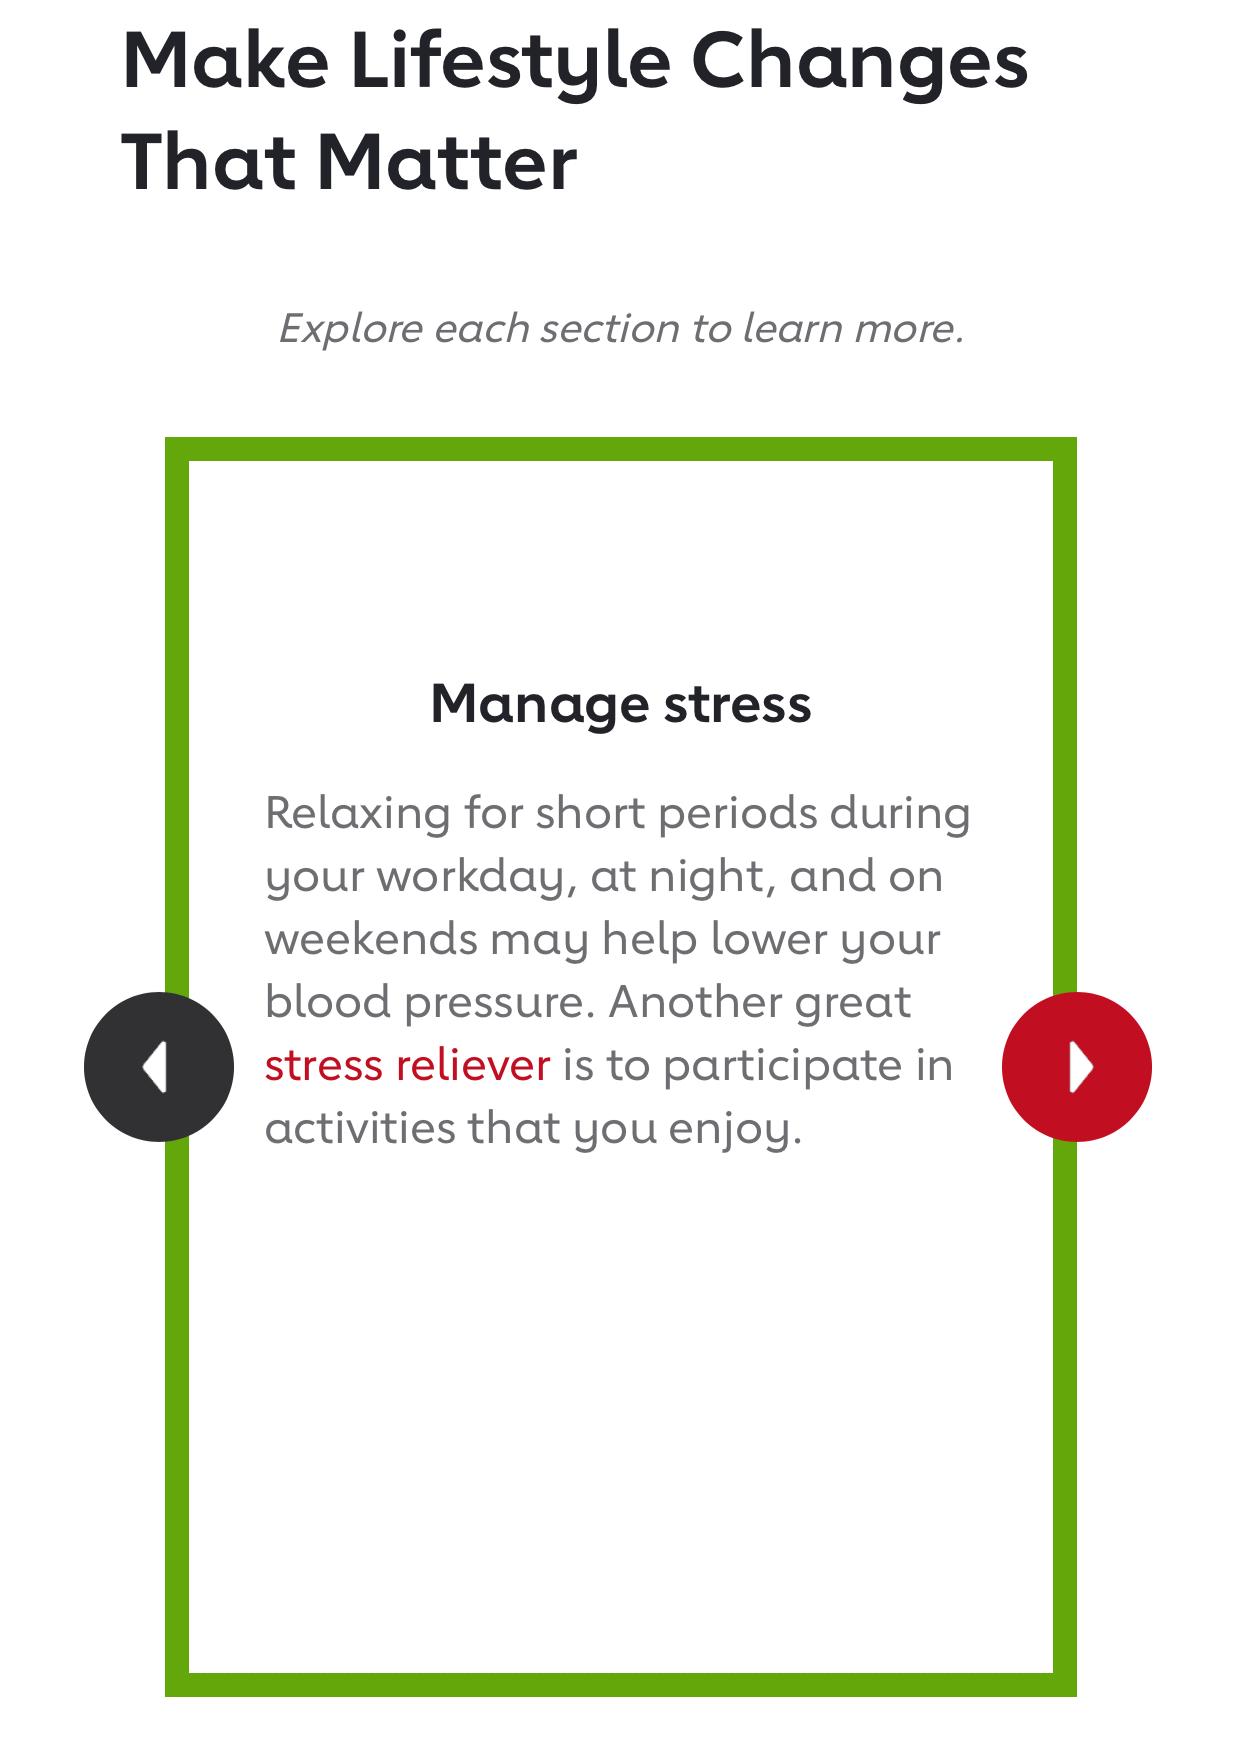 Make Lifestyle Changes
That Matter
Explore each section to learn more.
Manage stress
Relaxing for short periods during
your workday, at night, and on
weekends may help lower your
blood pressure. Another great
stress reliever is to participate in
activities that you enjoy.